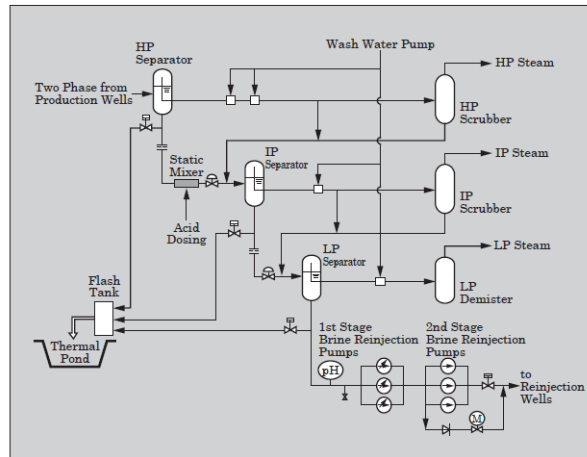 HP
Separator
Wash Water Pump
HP Steam
Two Phase from
Production Wells
HP
Scrubber
IP
Separator
IP Steam
Static
Mixer
IP
Scrubber
Acid
Dosing
LP
Separator
LP Steam
Flash
Tank
LP
Demister
Thermal
Pond
1st Stage
Brine Reinjection
Pumps
2nd Stage
Brine Reinjection
Pumps
pH
to
Reinjection
Wells
M